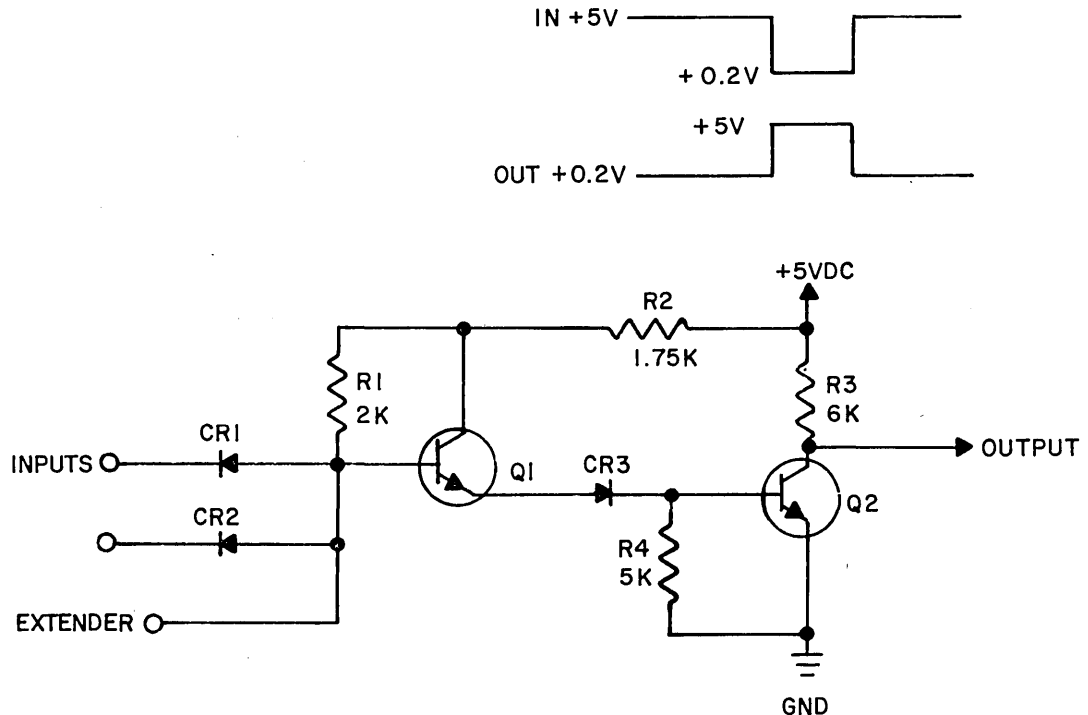 IN +5V
+0.2V
+5V
OUT +0.2V
+5VDC
R2
1.75K
R1
2K
R3
6K
CR1
INPUTS
OUTPUT
Q1
CR3
Q2
CR2
R4
5K
EXTENDER
GND